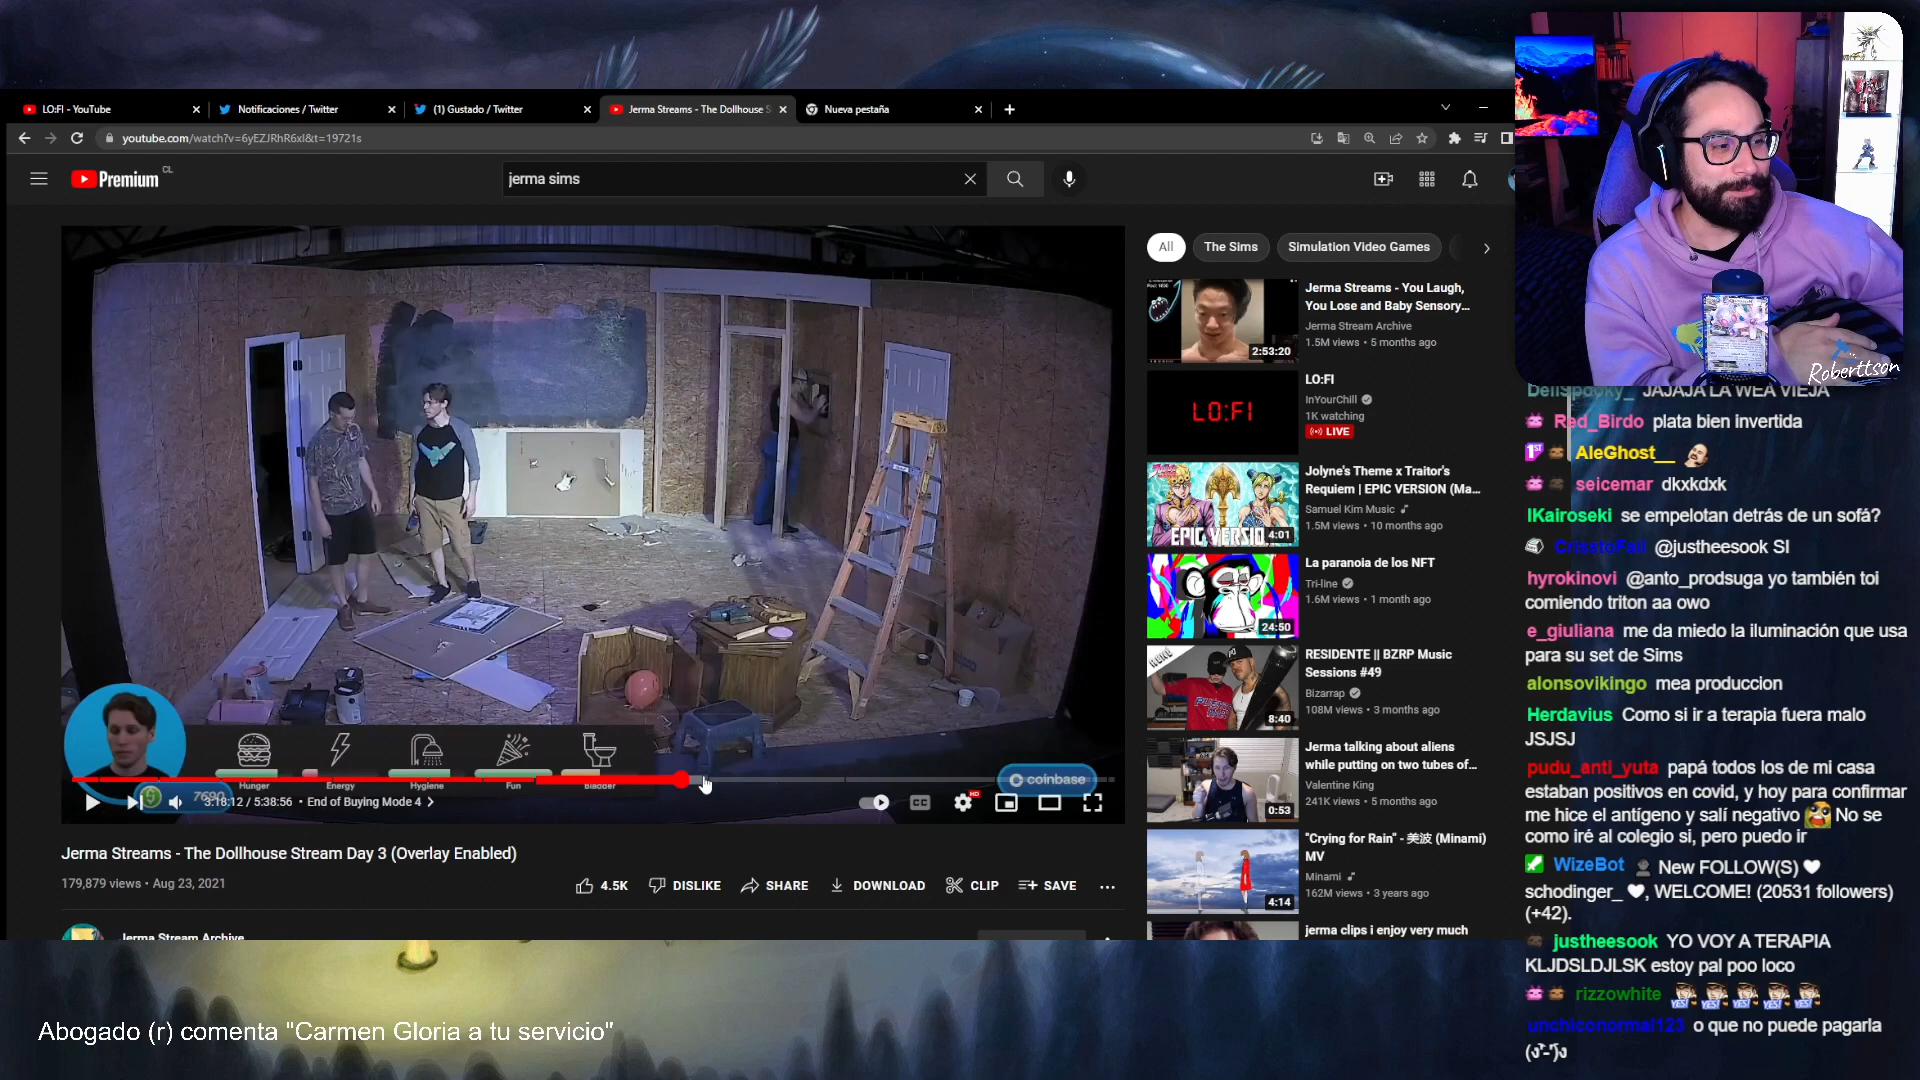 LO:FI - YouTube
Notificaciones / Twitter
(1) Gustado / Twitter
Jerma Streams - The Dollhouse S
Nueva pestaña
youtube.com/watch?v=6yEZJRhR6xI&t=19721s
Premium CL
jerma sims
All
The Sims
Simulation Video Games
Jerma Streams - You Laugh,
You Lose and Baby Sensory...
Jerma Stream Archive
1.5M views • 5 months ago
2:53:20
LO:FI
LO:FI
InYourChill
1K watching
LIVE
Jolyne's Theme x Traitor's
Requiem | EPIC VERSION (Ma...
Samuel Kim Music
1.5M views • 10 months ago
4:01
La paranoia de los NFT
Tri-line
1.6M views • 1 month ago
24:50
RESIDENTE || BZRP Music
Sessions #49
Bizarrap
108M views • 3 months ago
8:40
Jerma talking about aliens
while putting on two tubes of...
Valentine King
241K views • 5 months ago
0:53
"Crying for Rain" - 美波 (Minami)
MV
Minami
162M views • 3 years ago
4:14
jerma clips i enjoy very much
Hunger
Energy
Hygiene
Fun
Bladder
coinbase
3:18:12 / 5:38:56 • End of Buying Mode 4
Jerma Streams - The Dollhouse Stream Day 3 (Overlay Enabled)
179,879 views • Aug 23, 2021
4.5K
DISLIKE
SHARE
DOWNLOAD
CLIP
SAVE
Jerma Stream Archive
Abogado (r) comenta "Carmen Gloria a tu servicio"
Roberttson
DellSpooky_ JAJAJA LA WEA VIEJA
Red_Birdo plata bien invertida
AleGhost__
seicemar dkxkdxk
IKairoseki se empelotan detrás de un sofá?
CrisstoFail @justheesook SI
hyrokinovi @anto_prodsuga yo también toi
comiendo triton aa owo
e_giuliana me da miedo la iluminación que usa
para su set de Sims
alonsovikingo mea produccion
Herdavius Como si ir a terapia fuera malo
JSJSJ
pudu_anti_yuta papá todos los de mi casa
estaban positivos en covid, y hoy para confirmar
me hice el antígeno y salí negativo No se
como iré al colegio si, pero puedo ir
WizeBot New FOLLOW(S)
schodinger_ , WELCOME! (20531 followers)
(+42).
justheesook YO VOY A TERAPIA
KLJDSLDJLSK estoy pal poo loco
rizzowhite
unchiconormal123 o que no puede pagarla